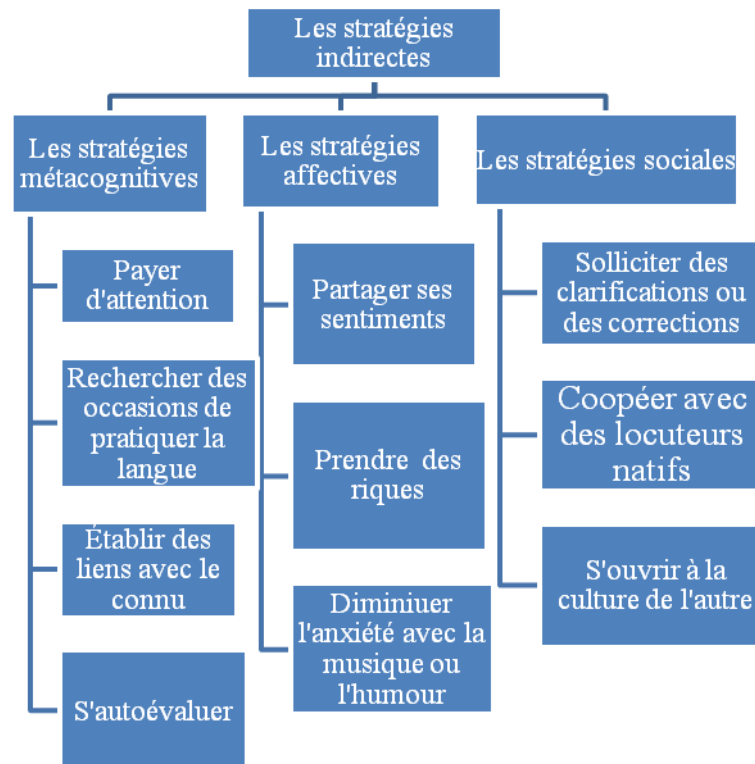 Les stratégies
indirectes
Les stratégies
métacognitives
Payer
d'attention
Rechercher des
occasions de
pratiquer la
langue
Établir des
liens avec le
connu
S'autoévaluer
Les stratégies
affectives
Partager ses
sentiments
Prendre des
riques
Diminiuer
l'anxiété avec la
musique ou
l'humour
Les stratégies sociales
Solliciter des
clarifications ou
des corrections
Coopéer avec
des locuteurs
natifs
S'ouvrir à la
culture de l'autre